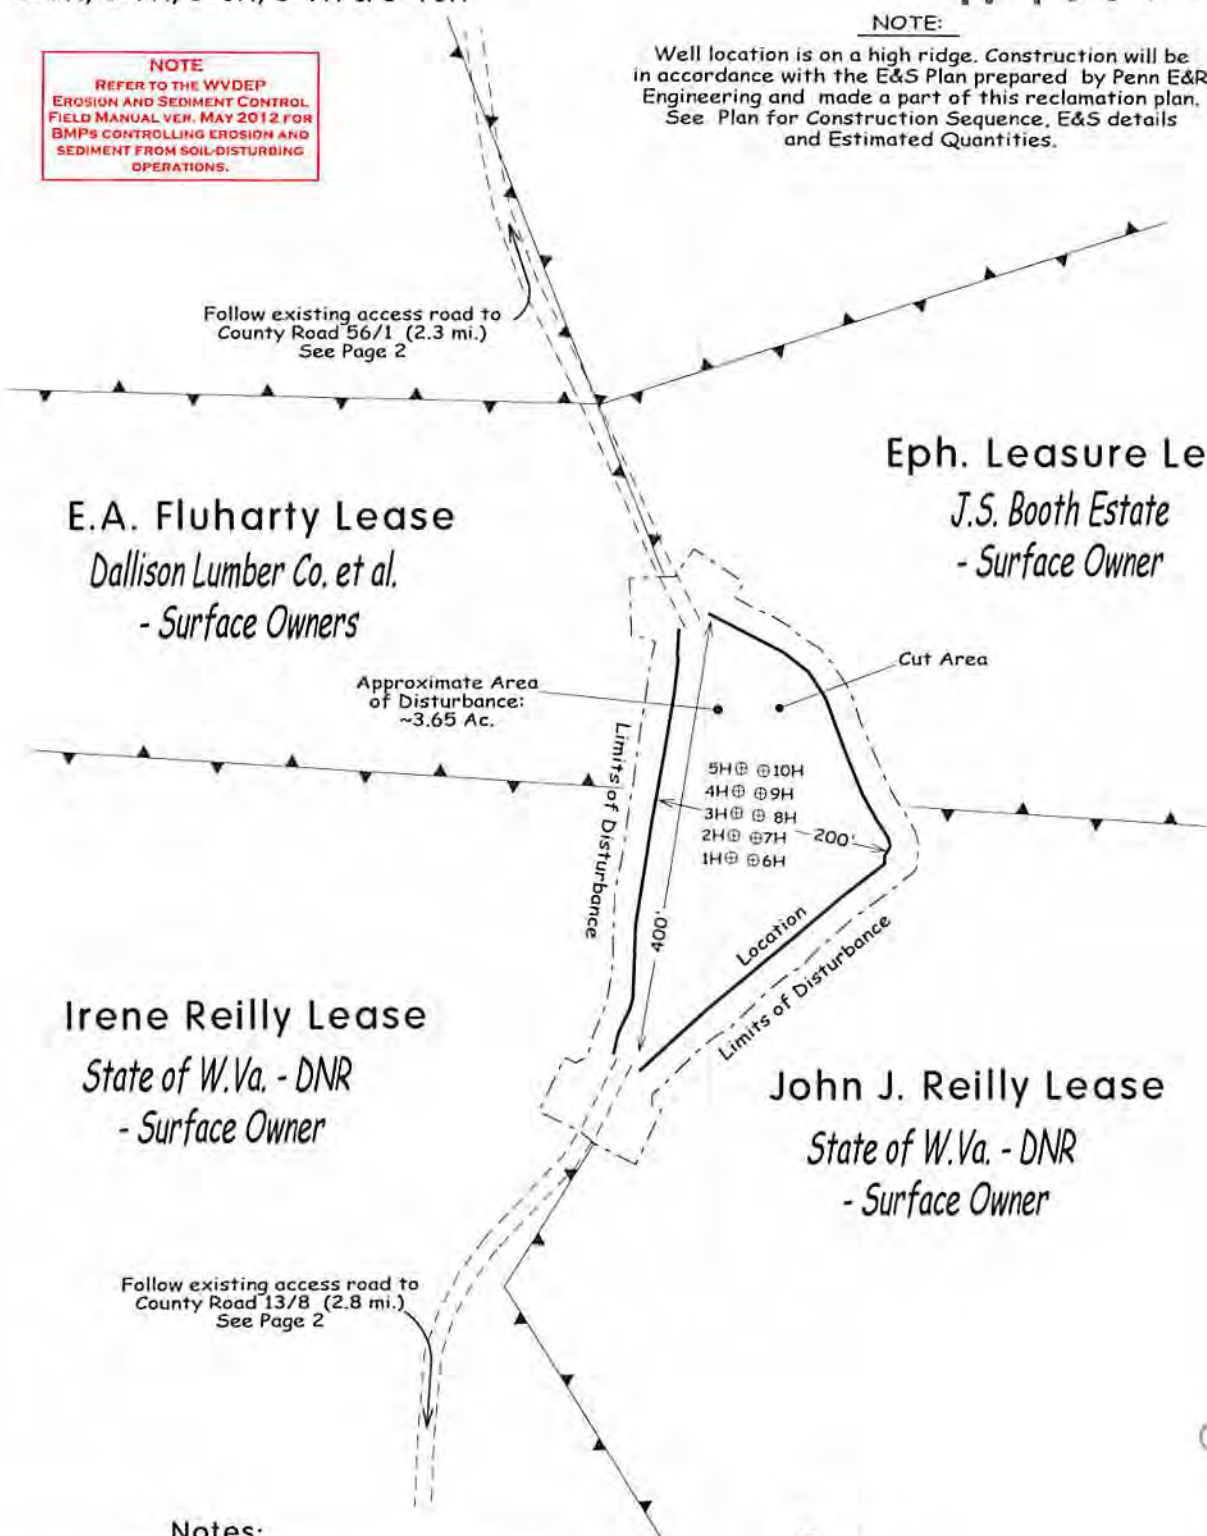 NOTE
REFER TO THE WVDEP
EROSION AND SEDIMENT CONTROL
FIELD MANUAL VER. MAY 2012 FOR
BMPS CONTROLLING EROSION AND
SEDIMENT FROM SOIL-DISTURBING
OPERATIONS.
NOTE:
Well location is on a high ridge. Construction will be
in accordance with the E&S Plan prepared by Penn E&R
Engineering and made a part of this reclamation plan.
See Plan for Construction Sequence, E&S details
and Estimated Quantities.
Follow existing access road to
County Road 56/1 (2.3 mi.)
See Page 2
Eph. Leasure Le
J.S. Booth Estate
- Surface Owner
E.A. Fluharty Lease
Dallison Lumber Co. et al.
- Surface Owners
Cut Area
Approximate Area
of Disturbance:
~3.65 Ac.
Limits of Disturbance
5H 10H
4H 9H
3H 8H
2H 7H
1H 6H
200'
400'
Location
Limits of Disturbance
Irene Reilly Lease
State of W.Va. - DNR
- Surface Owner
John J. Reilly Lease
State of W.Va. - DNR
- Surface Owner
Follow existing access road to
County Road 13/8 (2.8 mi.)
See Page 2
Notes: